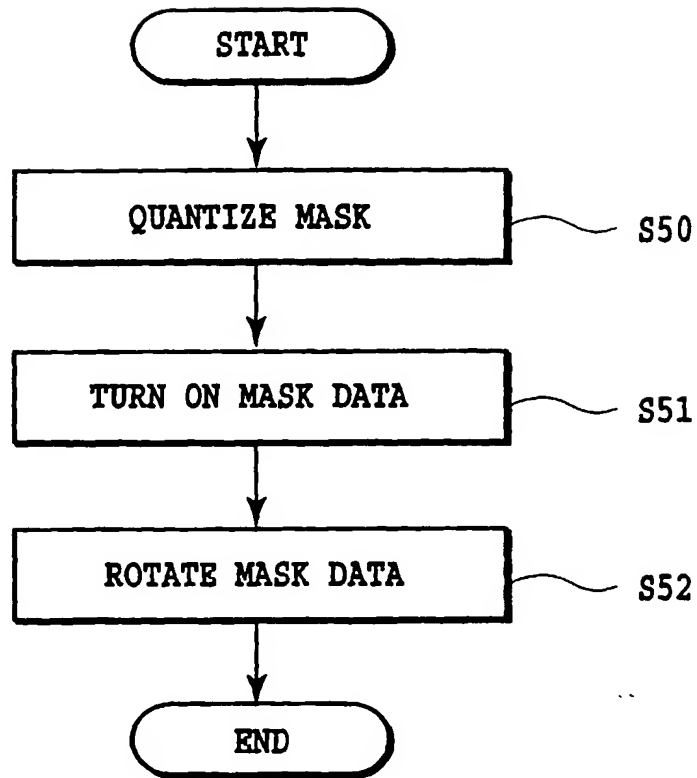 START
QUANTIZE MASK
S50
TURN ON MASK DATA
S51
ROTATE MASK DATA
S52
END